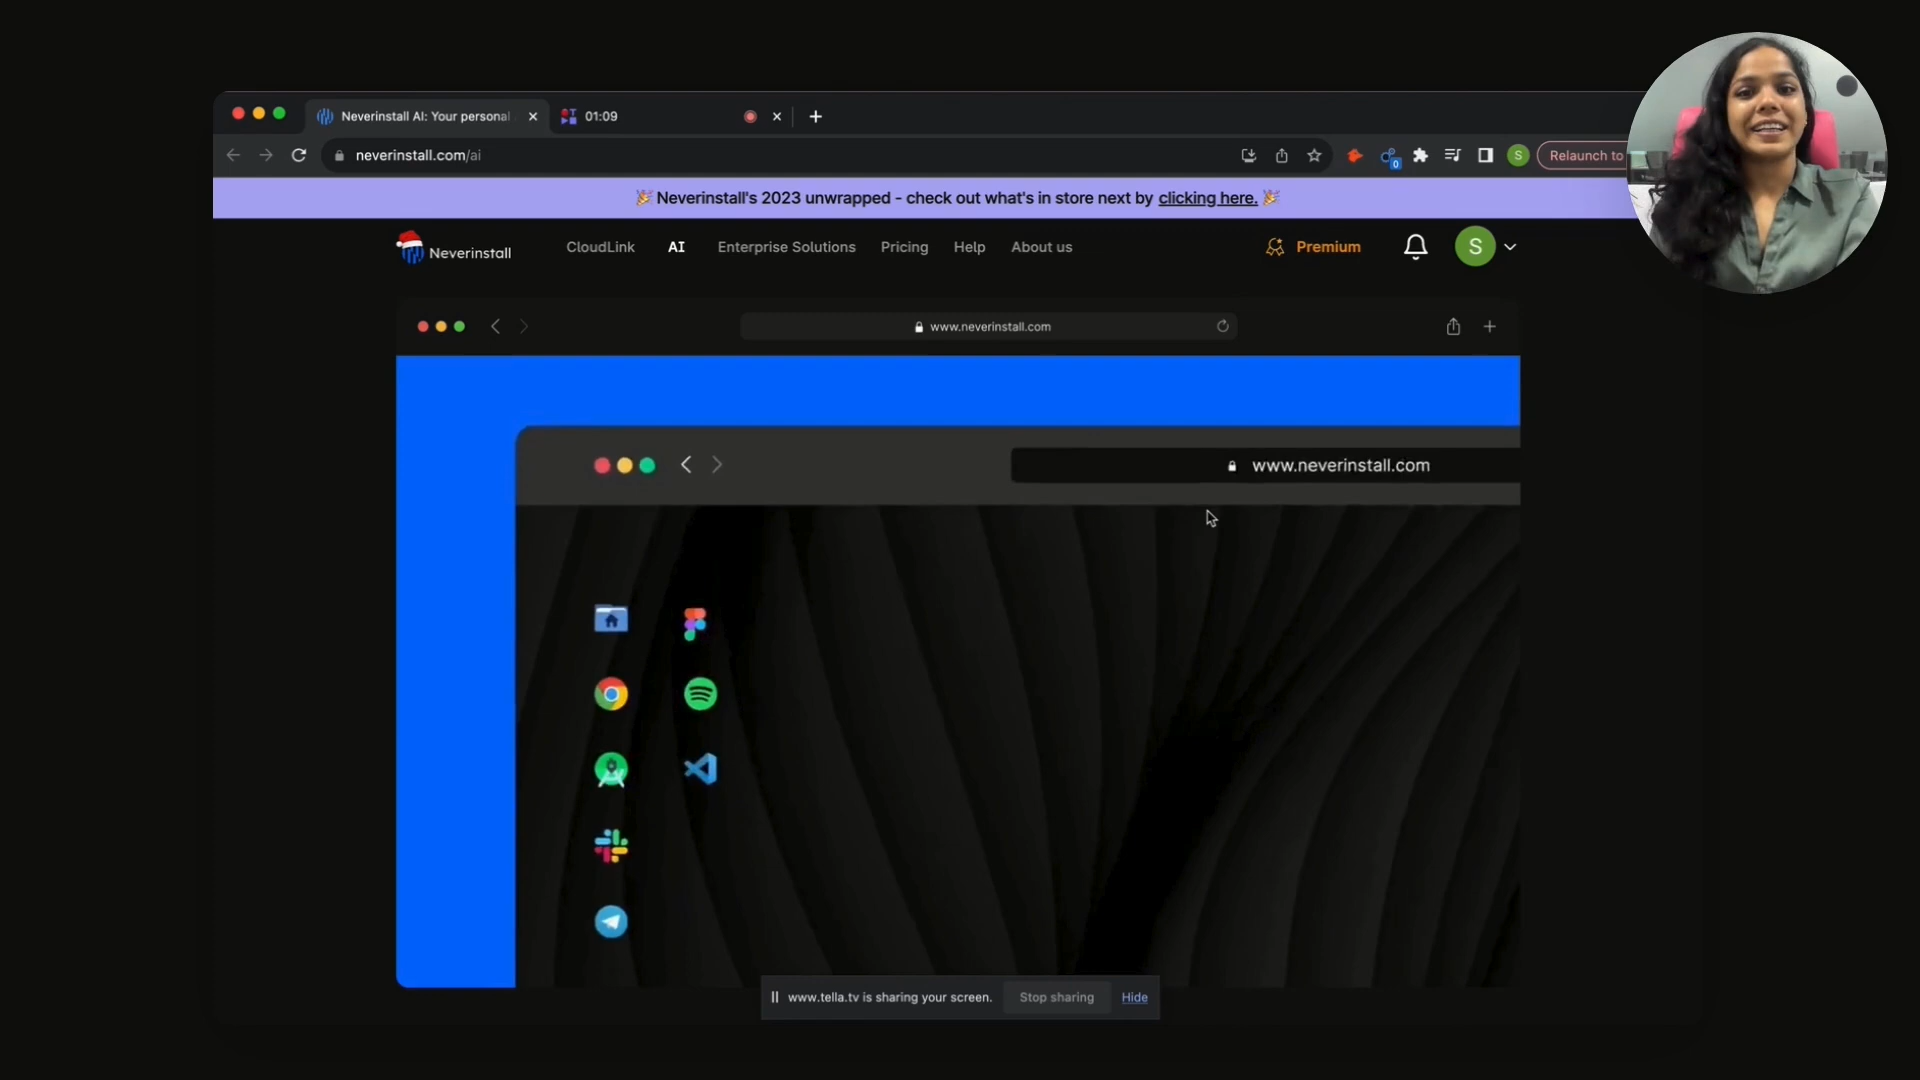 Neverinstall AI: Your personal
01:09
neverinstall.com/ai
0
S
Relaunch to
🎉 Neverinstall's 2023 unwrapped - check out what's in store next by clicking here. 🎉
Neverinstall
CloudLink
AI
Enterprise Solutions
Pricing
Help
About us
Premium
S
www.neverinstall.com
www.neverinstall.com
www.tella.tv is sharing your screen.
Stop sharing
Hide